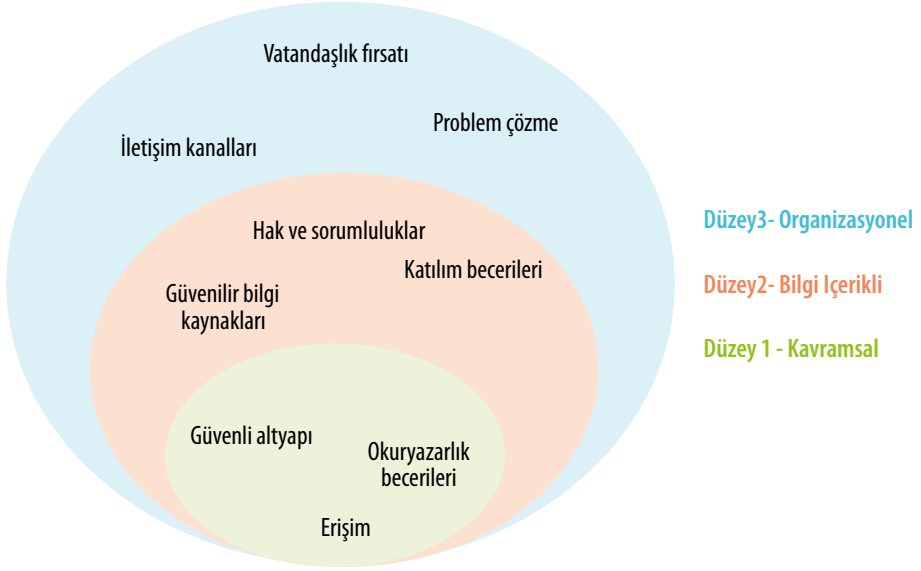 Vatandaşlık fırsatı
Problem çözme
İletişim kanalları
Hak ve sorumluluklar
Katılım becerileri
Güvenilir bilgi
kaynakları
Güvenli altyapı
Okuryazarlık
becerileri
Erişim
Düzey3- Organizasyonel
Düzey2- Bilgi Içerikli
Düzey 1 - Kavramsal